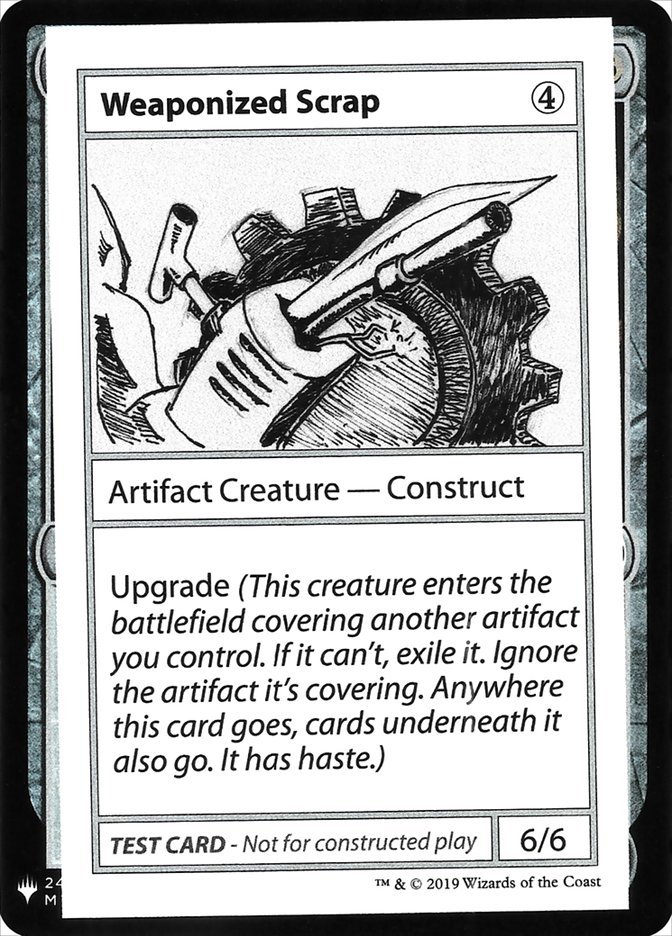 Weaponized Scrap 4
Artifact Creature — Construct
Upgrade (This creature enters the
battlefield covering another artifact
you control. If it can't, exile it. Ignore
the artifact it's covering. Anywhere
this card goes, cards underneath it
also go. It has haste.)
TEST CARD - Not for constructed play 6/6
™ & © 2019 Wizards of the Coast
24
M